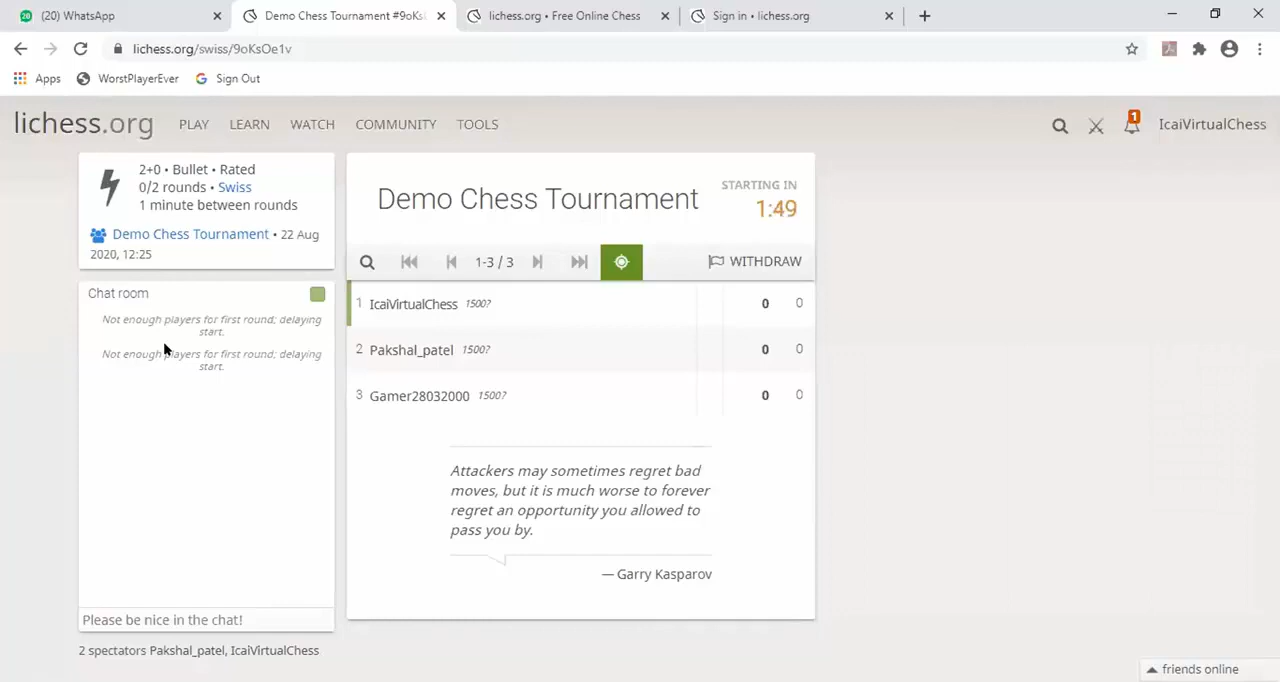 (20) WhatsApp
Demo Chess Tournament #9oKs
lichess.org • Free Online Chess
Sign in • lichess.org
lichess.org/swiss/9oKsOe1v
Apps
WorstPlayerEver
Sign Out
lichess.org
PLAY
LEARN
WATCH
COMMUNITY
TOOLS
1
IcaiVirtualChess
2+0 • Bullet • Rated
0/2 rounds • Swiss
1 minute between rounds
Demo Chess Tournament • 22 Aug
2020, 12:25
Chat room
Not enough players for first round; delaying
start.
Not enough players for first round; delaying
start.
Please be nice in the chat!
2 spectators Pakshal_patel, IcaiVirtualChess
Demo Chess Tournament
STARTING IN
1:49
1-3 / 3
WITHDRAW
1 IcaiVirtualChess 1500? 0 0
2 Pakshal_patel 1500? 0 0
3 Gamer28032000 1500? 0 0
Attackers may sometimes regret bad
moves, but it is much worse to forever
regret an opportunity you allowed to
pass you by.
— Garry Kasparov
friends online